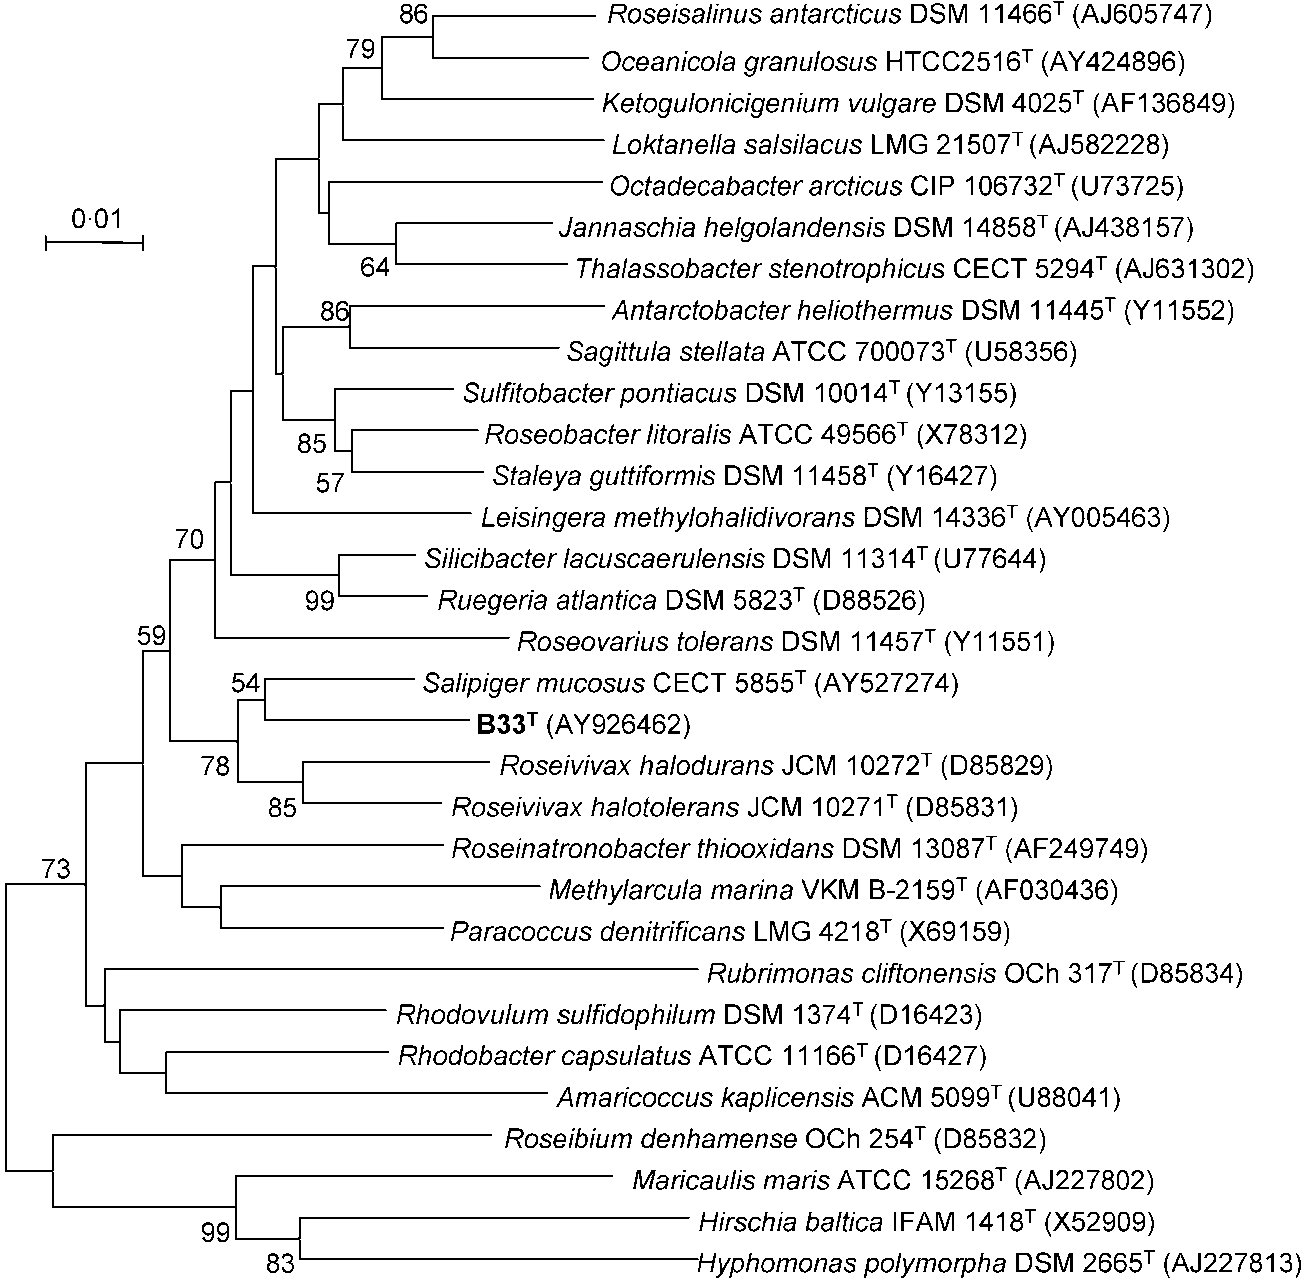 86
Roseisalinus antarcticus DSM 11466ᵀ (AJ605747)
79
Oceanicola granulosus HTCC2516ᵀ (AY424896)
Ketogulonicigenium vulgare DSM 4025ᵀ (AF136849)
Loktanella salsilacus LMG 21507ᵀ (AJ582228)
Octadecabacter arcticus CIP 106732ᵀ (U73725)
0·01
Jannaschia helgolandensis DSM 14858ᵀ (AJ438157)
64
Thalassobacter stenotrophicus CECT 5294ᵀ (AJ631302)
86
Antarctobacter heliothermus DSM 11445ᵀ (Y11552)
Sagittula stellata ATCC 700073ᵀ (U58356)
Sulfitobacter pontiacus DSM 10014ᵀ (Y13155)
85
Roseobacter litoralis ATCC 49566ᵀ (X78312)
57
Staleya guttiformis DSM 11458ᵀ (Y16427)
Leisingera methylohalidivorans DSM 14336ᵀ (AY005463)
70
Silicibacter lacuscaerulensis DSM 11314ᵀ (U77644)
99
Ruegeria atlantica DSM 5823ᵀ (D88526)
59
Roseovarius tolerans DSM 11457ᵀ (Y11551)
54
Salipiger mucosus CECT 5855ᵀ (AY527274)
B33ᵀ (AY926462)
78
Roseivivax halodurans JCM 10272ᵀ (D85829)
85
Roseivivax halotolerans JCM 10271ᵀ (D85831)
Roseinatronobacter thiooxidans DSM 13087ᵀ (AF249749)
73
Methylarcula marina VKM B-2159ᵀ (AF030436)
Paracoccus denitrificans LMG 4218ᵀ (X69159)
Rubrimonas cliftonensis OCh 317ᵀ (D85834)
Rhodovulum sulfidophilum DSM 1374ᵀ (D16423)
Rhodobacter capsulatus ATCC 11166ᵀ (D16427)
Amaricoccus kaplicensis ACM 5099ᵀ (U88041)
Roseibium denhamense OCh 254ᵀ (D85832)
Maricaulis maris ATCC 15268ᵀ (AJ227802)
99
Hirschia baltica IFAM 1418ᵀ (X52909)
83
Hyphomonas polymorpha DSM 2665ᵀ (AJ227813)